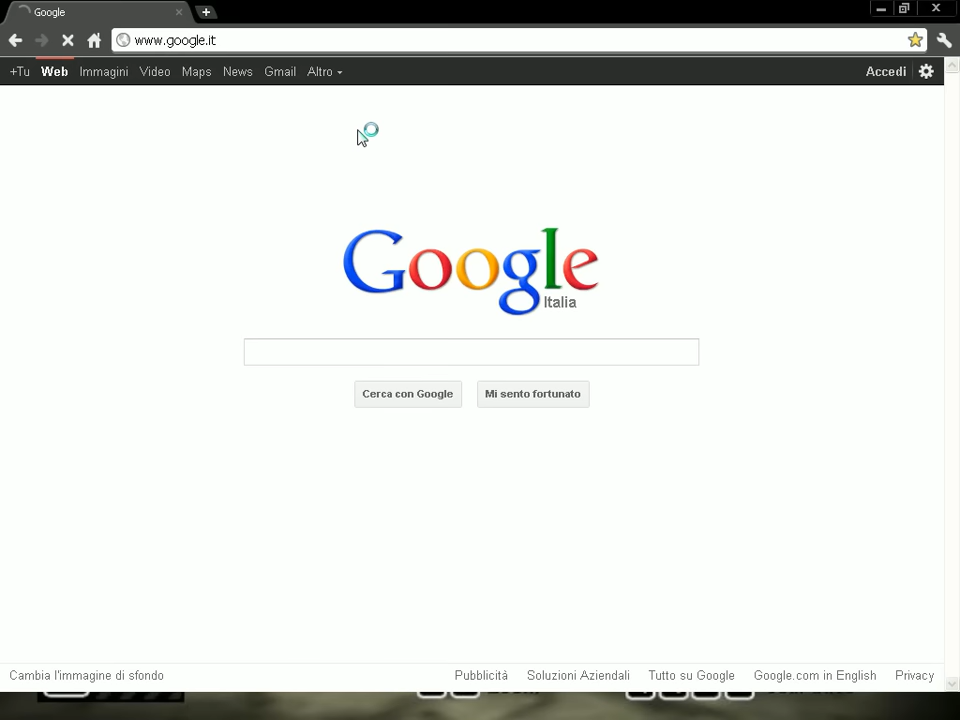 Google
www.google.it
+Tu Web Immagini Video Maps News Gmail Altro Accedi
Google
Italia
Cerca con Google Mi sento fortunato
Cambia l'immagine di sfondo Pubblicità Soluzioni Aziendali Tutto su Google Google.com in English Privacy